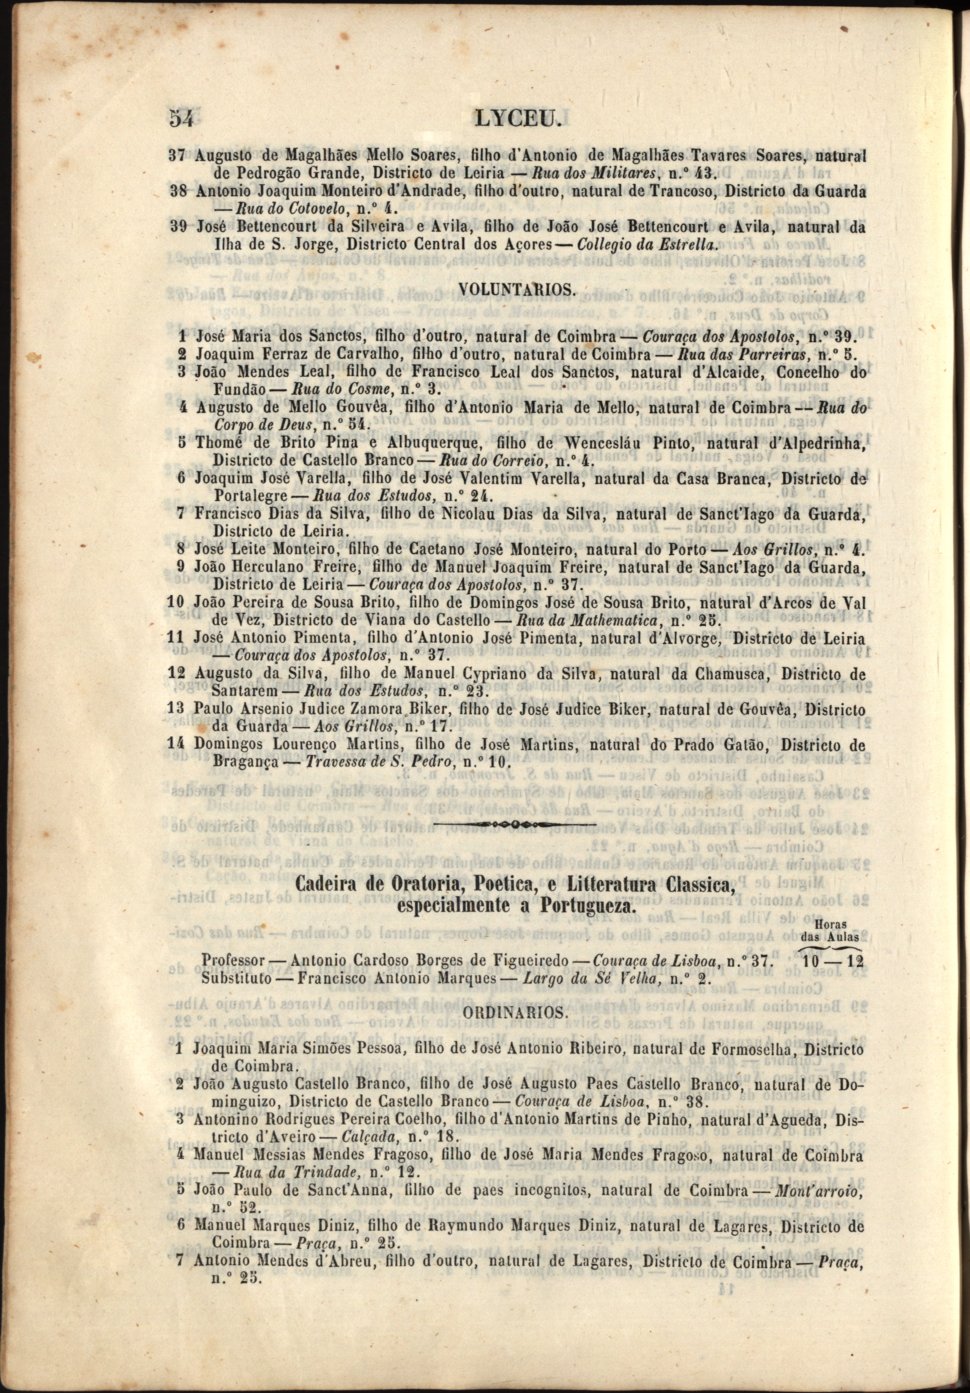 54
LYCEU.
37 Augusto de Magalhães Mello Soares, filho d'Antonio de Magalhães Tavares Soares, natural
de Pedrogão Grande, Districto de Leiria — Rua dos Militares, n.º 43.
38 Antonio Joaquim Monteiro d'Andrade, filho d'outro, natural de Trancoso, Districto da Guarda
— Rua do Cotovelo, n.º 4.
39 José Bettencourt da Silveira e Avila, filho de João José Bettencourt e Avila, natural da
Ilha de S. Jorge, Districto Central dos Açores — Collegio da Estrella.
VOLUNTARIOS.
1 José Maria dos Sanctos, filho d'outro, natural de Coimbra — Couraça dos Apostolos, n.º 39.
2 Joaquim Ferraz de Carvalho, filho d'outro, natural de Coimbra — Rua das Parreiras, n.º 5.
3 João Mendes Leal, filho de Francisco Leal dos Sanctos, natural d'Alcaide, Concelho do
Fundão — Rua do Cosme, n.º 3.
4 Augusto de Mello Gouvêa, filho d'Antonio Maria de Mello, natural de Coimbra — Rua do
Corpo de Deus, n.º 54.
5 Thomé de Brito Pina e Albuquerque, filho de Wencesláu Pinto, natural d'Alpedrinha,
Districto de Castello Branco — Rua do Correio, n.º 4.
6 Joaquim José Varella, filho de José Valentim Varella, natural da Casa Branca, Districto de
Portalegre — Rua dos Estudos, n.º 24.
7 Francisco Dias da Silva, filho de Nicolau Dias da Silva, natural de Sanct'Iago da Guarda,
Districto de Leiria.
8 José Leite Monteiro, filho de Caetano José Monteiro, natural do Porto — Aos Grillos, n.º 4.
9 João Herculano Freire, filho de Manuel Joaquim Freire, natural de Sanct'Iago da Guarda,
Districto de Leiria — Couraça dos Apostolos, n.º 37.
10 João Pereira de Sousa Brito, filho de Domingos José de Sousa Brito, natural d'Arcos de Val
de Vez, Districto de Viana do Castello — Rua da Mathematica, n.º 25.
11 José Antonio Pimenta, filho d'Antonio José Pimenta, natural d'Alvorge, Districto de Leiria
— Couraça dos Apostolos, n.º 37.
12 Augusto da Silva, filho de Manuel Cypriano da Silva, natural da Chamusca, Districto de
Santarem — Rua dos Estudos, n.º 23.
13 Paulo Arsenio Judice Zamora Biker, filho de José Judice Biker, natural de Gouvêa, Districto
da Guarda — Aos Grillos, n.º 17.
14 Domingos Lourenço Martins, filho de José Martins, natural do Prado Gatão, Districto de
Bragança — Travessa de S. Pedro, n.º 10.
Cadeira de Oratoria, Poetica, e Litteratura Classica,
especialmente a Portugueza.
Horas
das Aulas
Professor — Antonio Cardoso Borges de Figueiredo — Couraça de Lisboa, n.º 37. 10 — 12
Substituto — Francisco Antonio Marques — Largo da Sé Velha, n.º 2.
ORDINARIOS.
1 Joaquim Maria Simões Pessoa, filho de José Antonio Ribeiro, natural de Formoselha, Districto
de Coimbra.
2 João Augusto Castello Branco, filho de José Augusto Paes Castello Branco, natural de Do-
minguizo, Districto de Castello Branco — Couraça de Lisboa, n.º 38.
3 Antonino Rodrigues Pereira Coelho, filho d'Antonio Martins de Pinho, natural d'Agueda, Dis-
tricto d'Aveiro — Calçada, n.º 18.
4 Manuel Messias Mendes Fragoso, filho de José Maria Mendes Fragoso, natural de Coimbra
— Rua da Trindade, n.º 12.
5 João Paulo de Sanct'Anna, filho de paes incognitos, natural de Coimbra — Mont'arroio,
n.º 52.
6 Manuel Marques Diniz, filho de Raymundo Marques Diniz, natural de Lagares, Districto de
Coimbra — Praça, n.º 25.
7 Antonio Mendes d'Abreu, filho d'outro, natural de Lagares, Districto de Coimbra — Praça,
n.º 25.